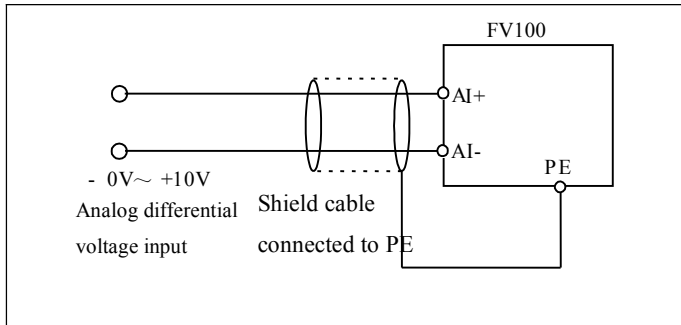 FV100
AI+
AI-
PE
- 0V～ +10V
Analog differential
voltage input
Shield cable
connected to PE